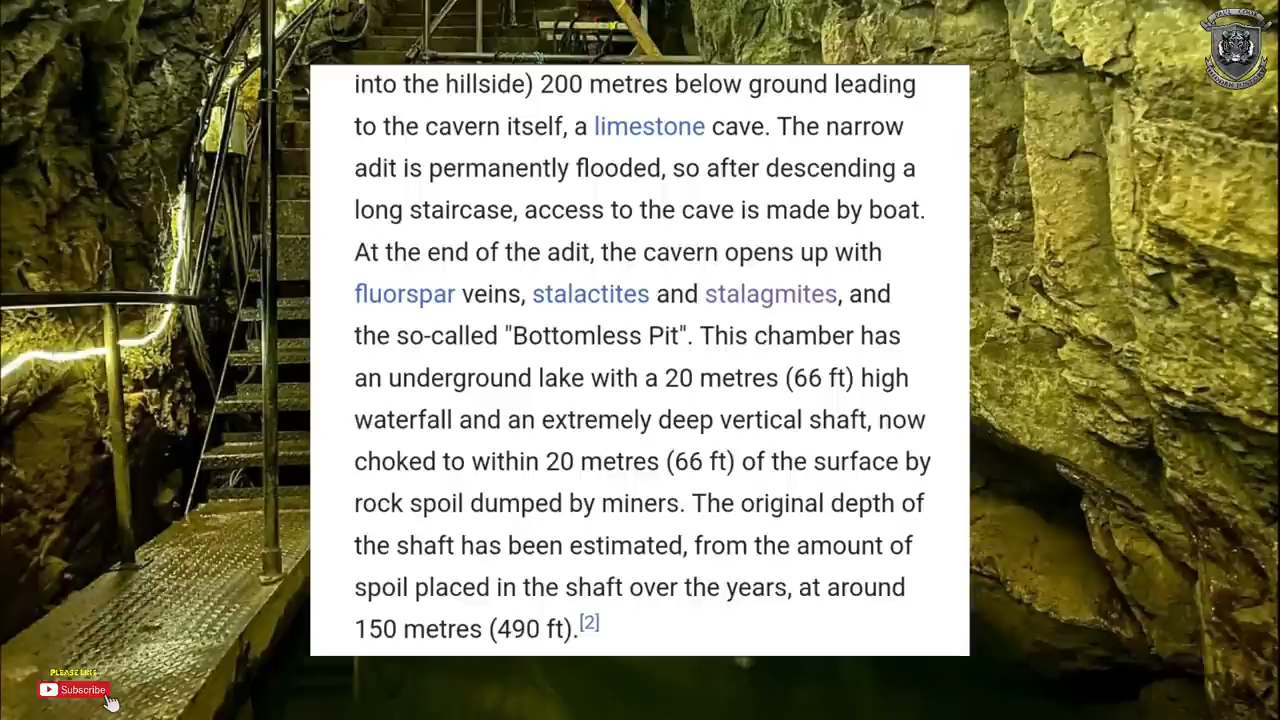 into the hillside) 200 metres below ground leading
to the cavern itself, a limestone cave. The narrow
adit is permanently flooded, so after descending a
long staircase, access to the cave is made by boat.
At the end of the adit, the cavern opens up with
fluorspar veins, stalactites and stalagmites, and
the so-called "Bottomless Pit". This chamber has
an underground lake with a 20 metres (66 ft) high
waterfall and an extremely deep vertical shaft, now
choked to within 20 metres (66 ft) of the surface by
rock spoil dumped by miners. The original depth of
the shaft has been estimated, from the amount of
spoil placed in the shaft over the years, at around
150 metres (490 ft).[2]
PLEASE LIKE
Subscribe